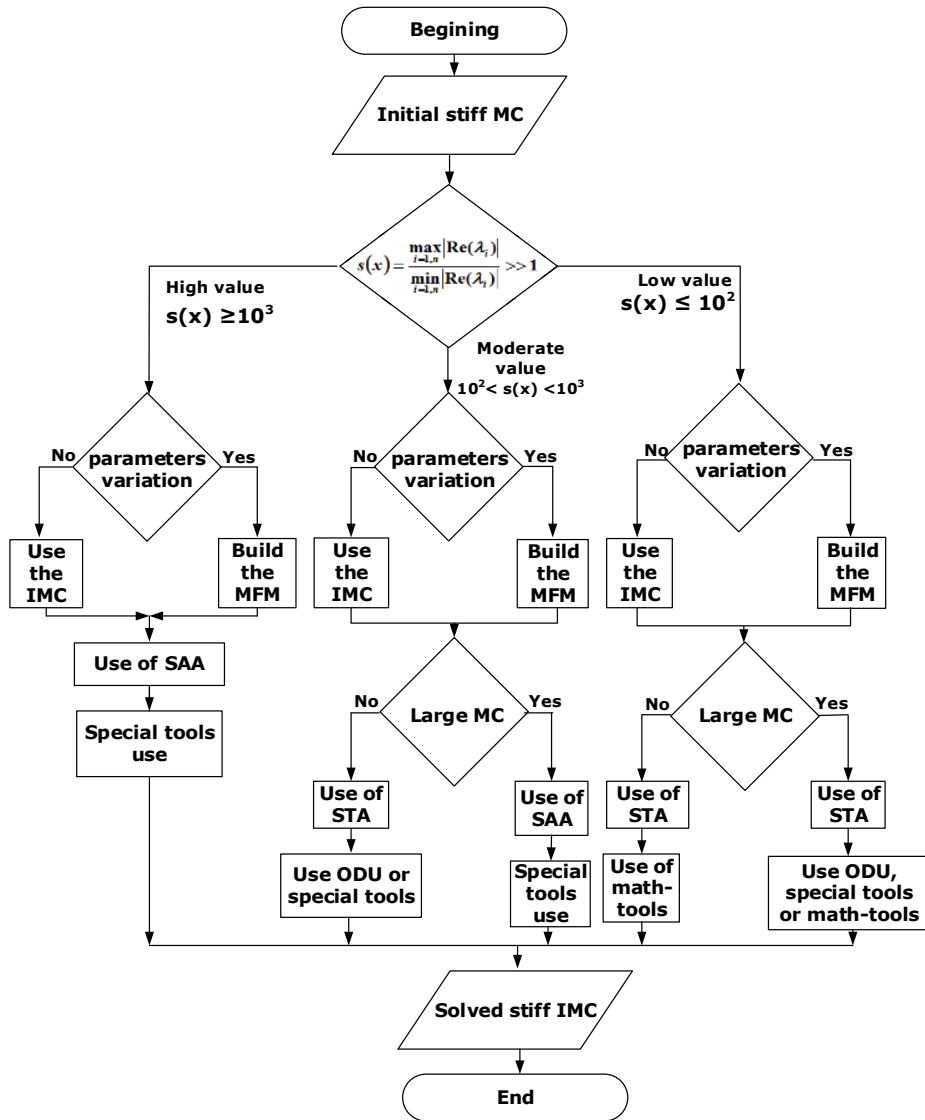 Begining
Initial stiff MC
s(x) = max i=1,n |Re(λ_i)| / min i=1,n |Re(λ_i)| >> 1
High value
s(x) ≥10³
Moderate
value
10²< s(x) <10³
Low value
s(x) ≤ 10²
No
parameters
variation
Yes
No
parameters
variation
Yes
No
parameters
variation
Yes
Use
the
IMC
Build
the
MFM
Use
the
IMC
Build
the
MFM
Use
the
IMC
Build
the
MFM
Use of SAA
Special tools
use
No
Large MC
Yes
No
Large MC
Yes
Use of
STA
Use of
SAA
Use of
STA
Use of
STA
Use ODU or
special tools
Special
tools
use
Use of
math-
tools
Use ODU,
special tools
or math-tools
Solved stiff IMC
End